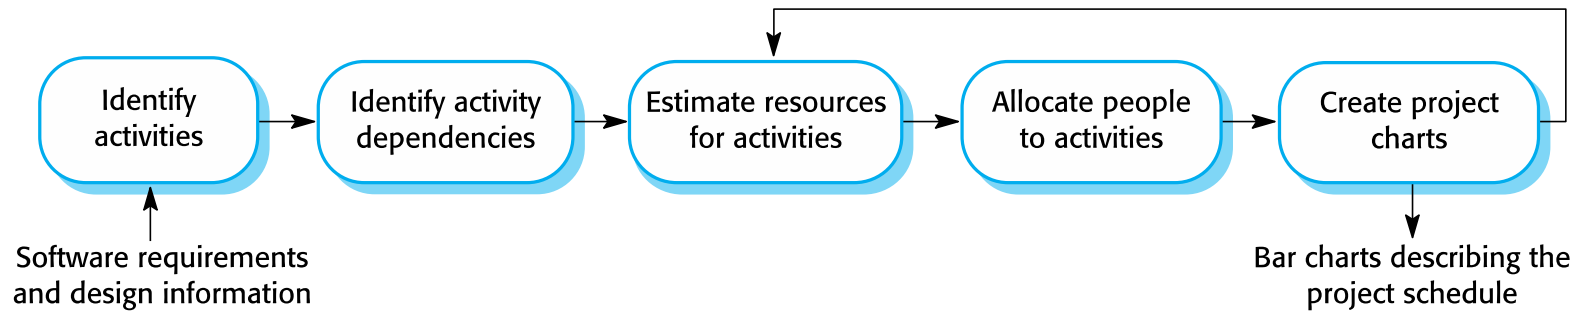 Identify
activities
Identify activity
dependencies
Estimate resources
for activities
Allocate people
to activities
Create project
charts
Software requirements
and design information
Bar charts describing the
project schedule